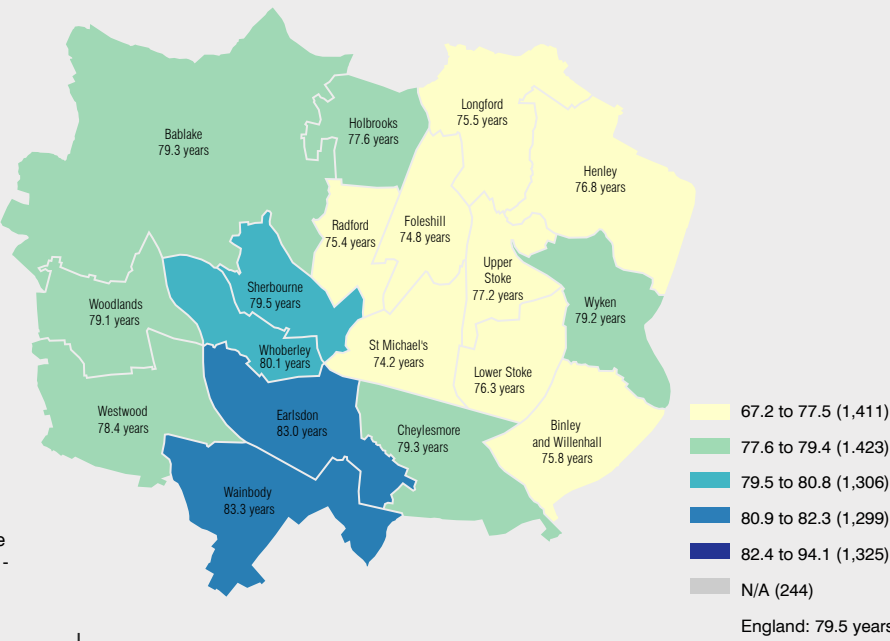 Longford
75.5 years
Holbrooks
77.6 years
Bablake
79.3 years
Henley
76.8 years
Radford
75.4 years
Foleshill
74.8 years
Upper
Stoke
77.2 years
Sherbourne
79.5 years
Wyken
79.2 years
Woodlands
79.1 years
St Michael's
74.2 years
Whoberley
80.1 years
Lower Stoke
76.3 years
Westwood
78.4 years
Earlsdon
83.0 years
Cheylesmore
79.3 years
Binley
and Willenhall
75.8 years
Wainbody
83.3 years
67.2 to 77.5 (1,411)
77.6 to 79.4 (1.423)
79.5 to 80.8 (1,306)
80.9 to 82.3 (1,299)
82.4 to 94.1 (1,325)
N/A (244)
England: 79.5 years
e
-